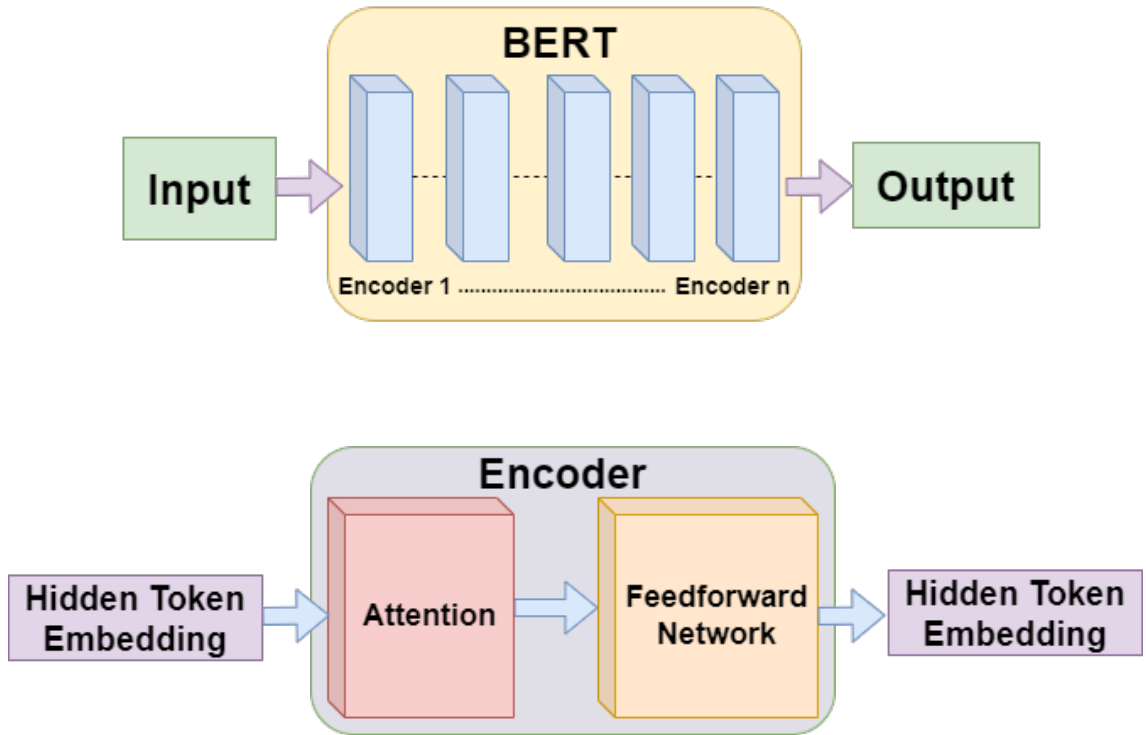 BERT
Input
Output
Encoder 1 ........................................ Encoder n
Encoder
Hidden Token
Embedding
Attention
Feedforward
Network
Hidden Token
Embedding